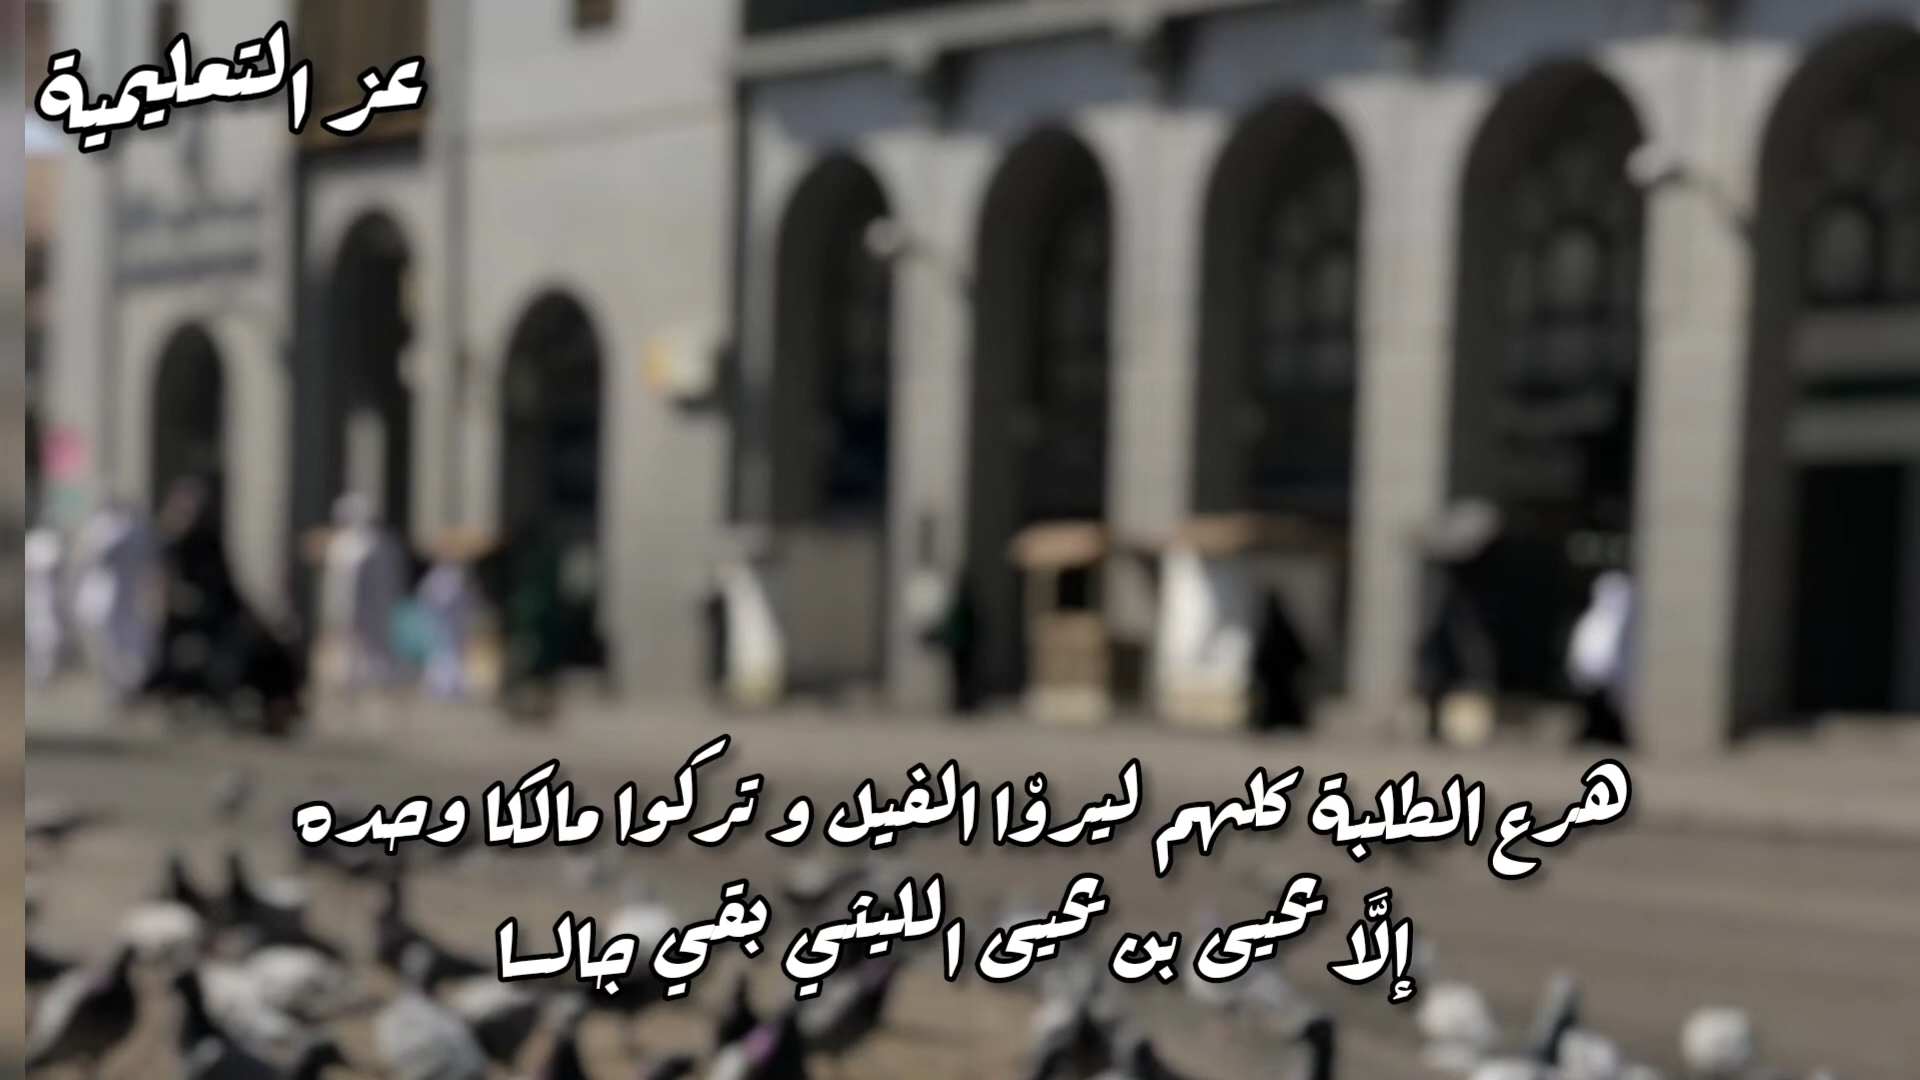 عز التعليمية
هرع الطلبة كلهم ليروْا الفيل و تركوا مالكا وحده
إلَّا يحيى بن يحيى الليثي بقي جالسا